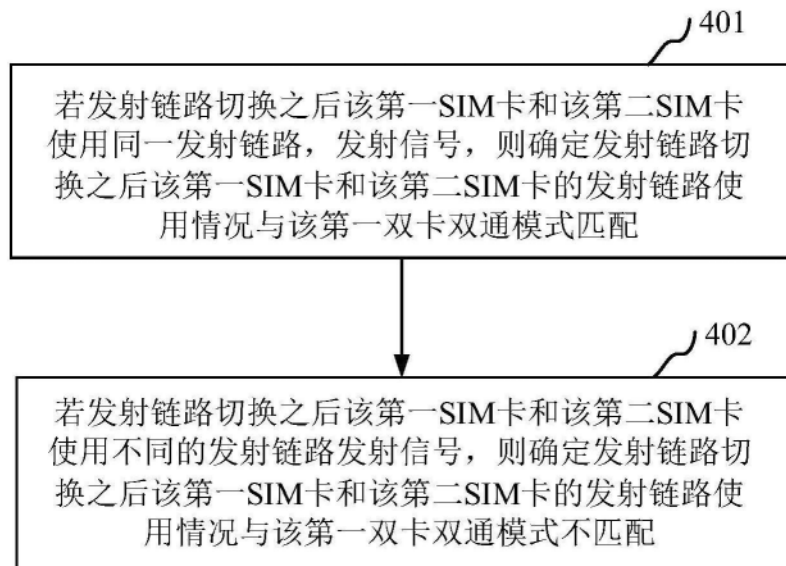 401
若发射链路切换之后该第一SIM卡和该第二SIM卡
使用同一发射链路，发射信号，则确定发射链路切
换之后该第一SIM卡和该第二SIM卡的发射链路使
用情况与该第一双卡双通模式匹配
402
若发射链路切换之后该第一SIM卡和该第二SIM卡
使用不同的发射链路发射信号，则确定发射链路切
换之后该第一SIM卡和该第二SIM卡的发射链路使
用情况与该第一双卡双通模式不匹配